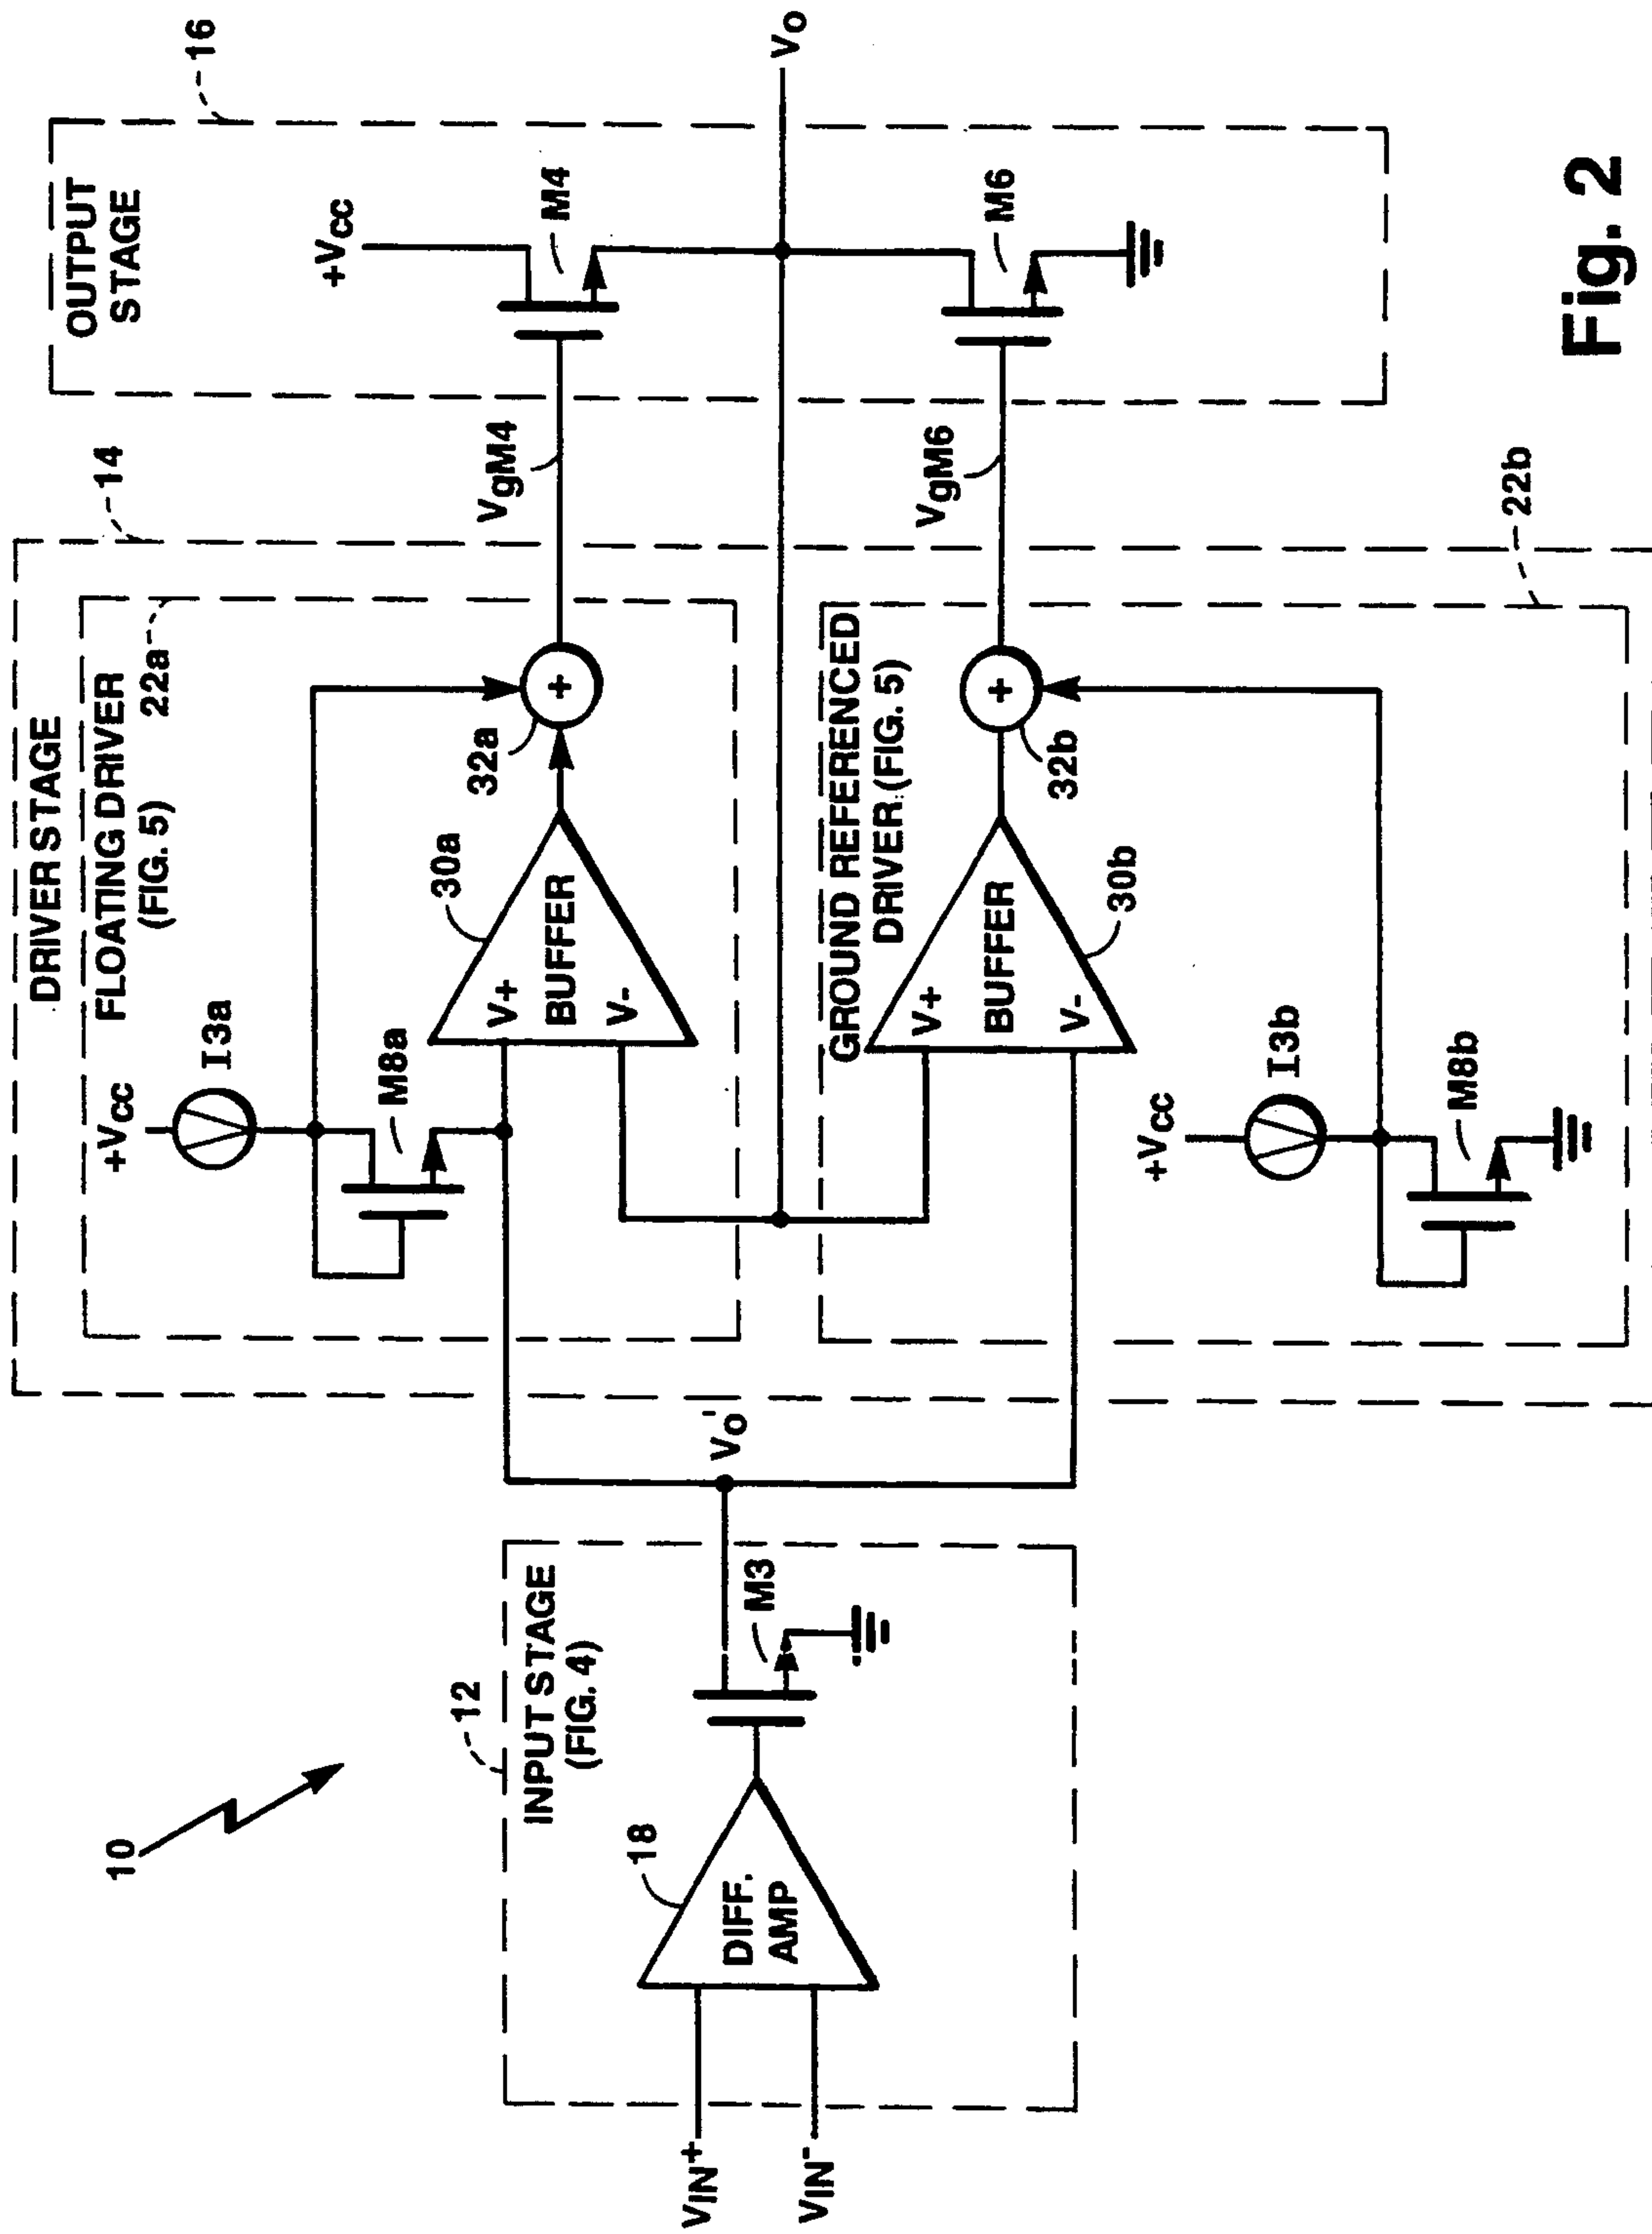 10
12
INPUT STAGE
(FIG. 4)
18
DIFF.
AMP
VIN+
VIN-
M3
Vo'
14
DRIVER STAGE
FLOATING DRIVER
(FIG. 5)
22a
+Vcc
I3a
M8a
V+
BUFFER
V-
30a
32a
+
VgM4
GROUND REFERENCED
DRIVER (FIG. 5)
22b
V+
BUFFER
V-
30b
32b
+
VgM6
+Vcc
I3b
M8b
16
OUTPUT
STAGE
+Vcc
M4
M6
Vo
Fig. 2